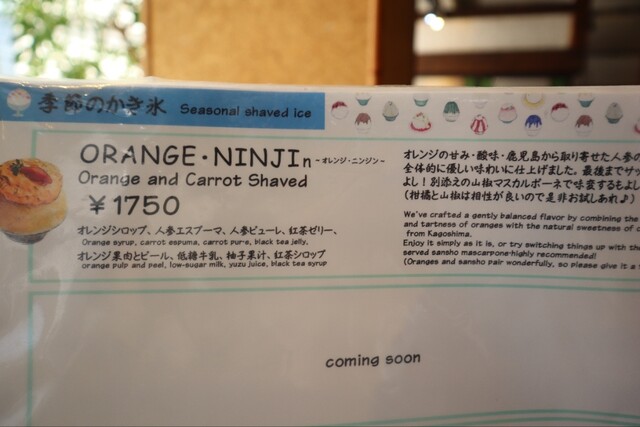 季節のかき氷 Seasonal shaved ice
ORANGE・NINJIn ~オレンジ・ニンジン~
Orange and Carrot Shaved
¥1750
オレンジシロップ、人参エスプーマ、人参ピューレ、紅茶ゼリー、
Orange syrup, carrot espuma, carrot pur-e, black tea jelly,
オレンジ果肉とピール、低糖牛乳、柚子果汁、紅茶シロップ
orange pulp and peel, low-sugar milk, yuzu juice, black tea syrup
オレンジの甘み・酸味・鹿児島から取り寄せた人参の
全体的に優しい味わいに仕上げました。最後までサッ
よし！別添えの山椒マスカルポーネで味変するもよし
(柑橘と山椒は相性が良いので是非お試しあれ♪)
We've crafted a gently balanced flavor by combining the
and tartness of oranges with the natural sweetness of c
from Kagoshima.
Enjoy it simply as it is, or try switching things up with the
served sansho mascarpone-highly recommended!
(Oranges and sansho pair wonderfully, so please give it a
coming soon